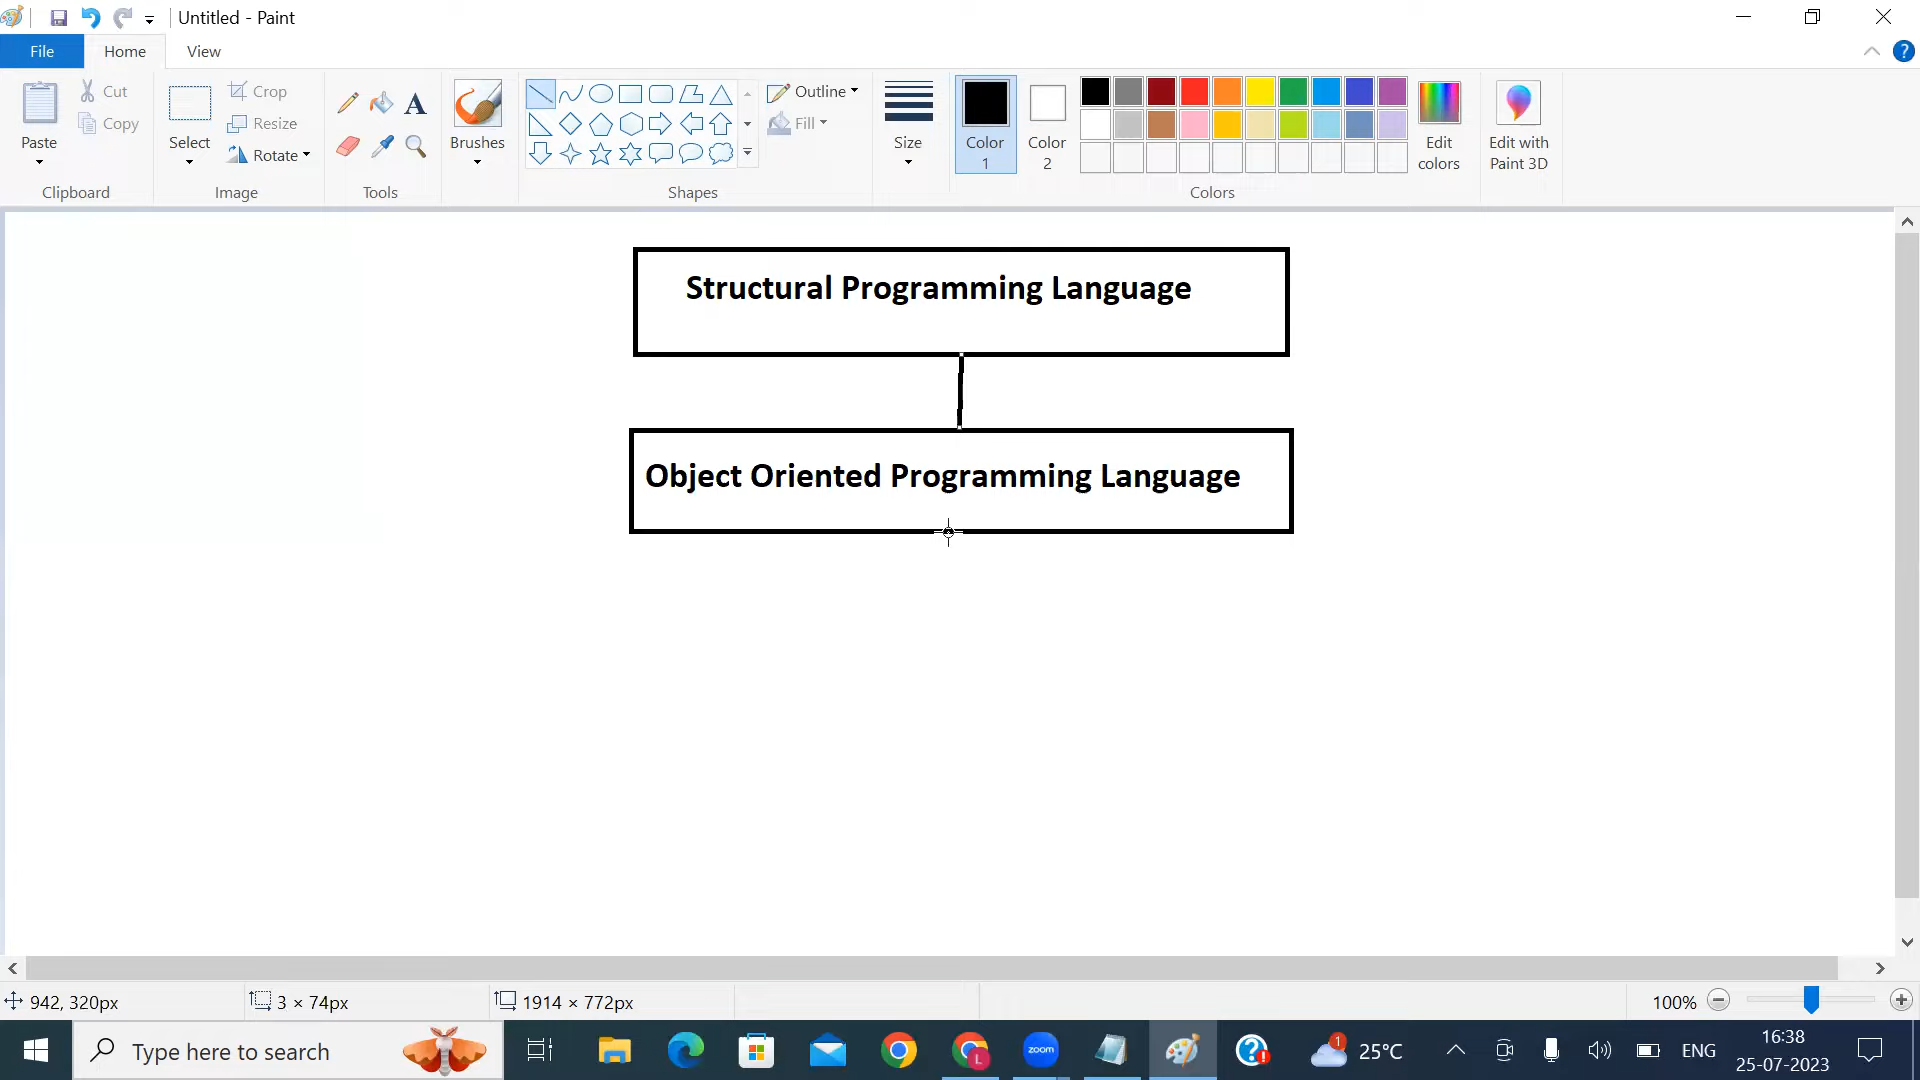 Untitled - Paint
File Home View
Paste
Cut
Copy
Clipboard
Select
Crop
Resize
Rotate
Image
A
Tools
Brushes
Shapes
Outline
Fill
Size
Color 1
Color 2
Colors
Edit colors
Edit with Paint 3D
?
Structural Programming Language
Object Oriented Programming Language
942, 320px
3 × 74px
1914 × 772px
100%
Type here to search
zoom
L
?
!
1
25°C
ENG
16:38
25-07-2023